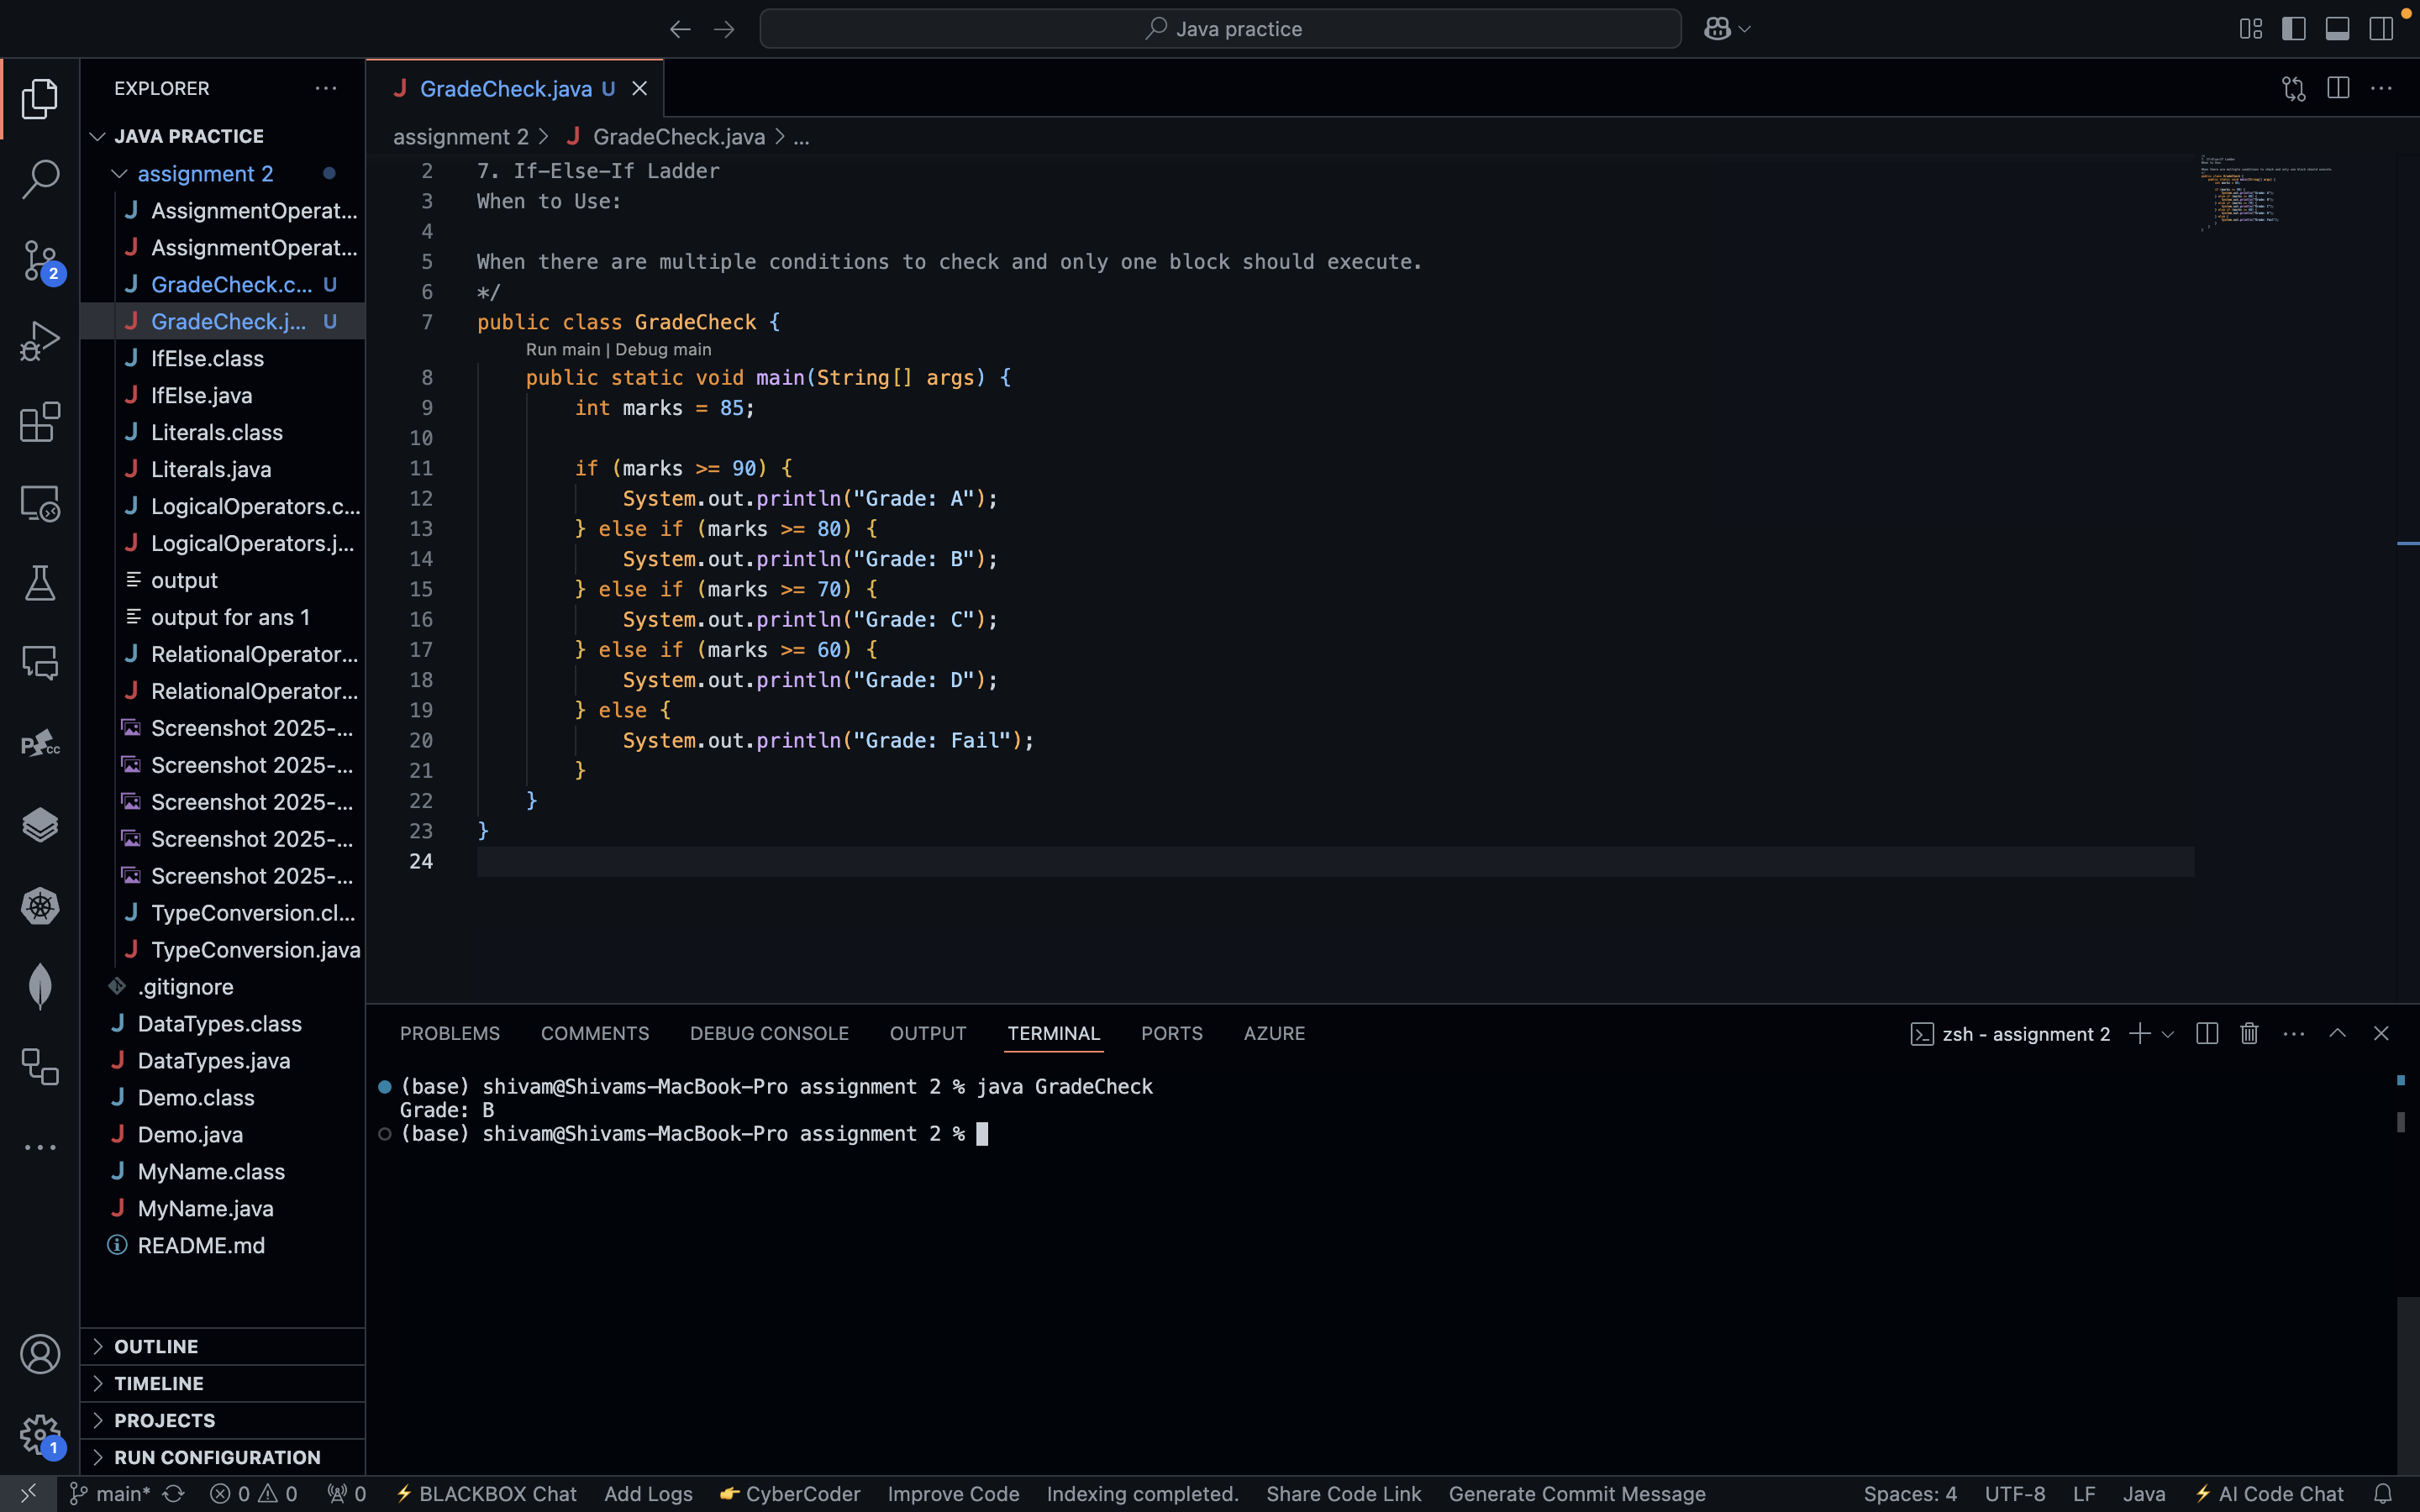 Java practice
EXPLORER
JAVA PRACTICE
assignment 2
AssignmentOperat...
AssignmentOperat...
GradeCheck.c... U
GradeCheck.j... U
IfElse.class
IfElse.java
Literals.class
Literals.java
LogicalOperators.c...
LogicalOperators.j...
output
output for ans 1
RelationalOperator...
RelationalOperator...
Screenshot 2025-...
Screenshot 2025-...
Screenshot 2025-...
Screenshot 2025-...
Screenshot 2025-...
TypeConversion.cl...
TypeConversion.java
.gitignore
DataTypes.class
DataTypes.java
Demo.class
Demo.java
MyName.class
MyName.java
README.md
OUTLINE
TIMELINE
PROJECTS
RUN CONFIGURATION
2
1
GradeCheck.java U
assignment 2 > GradeCheck.java > ...
2 7. If-Else-If Ladder
3 When to Use:
4
5 When there are multiple conditions to check and only one block should execute.
6 */
7 public class GradeCheck {
Run main | Debug main
8 public static void main(String[] args) {
9 int marks = 85;
10
11 if (marks >= 90) {
12 System.out.println("Grade: A");
13 } else if (marks >= 80) {
14 System.out.println("Grade: B");
15 } else if (marks >= 70) {
16 System.out.println("Grade: C");
17 } else if (marks >= 60) {
18 System.out.println("Grade: D");
19 } else {
20 System.out.println("Grade: Fail");
21 }
22 }
23 }
24
PROBLEMS COMMENTS DEBUG CONSOLE OUTPUT TERMINAL PORTS AZURE
zsh - assignment 2
(base) shivam@Shivams-MacBook-Pro assignment 2 % java GradeCheck
Grade: B
(base) shivam@Shivams-MacBook-Pro assignment 2 %
main* 0 0 0 BLACKBOX Chat Add Logs CyberCoder Improve Code Indexing completed. Share Code Link Generate Commit Message Spaces: 4 UTF-8 LF Java AI Code Chat